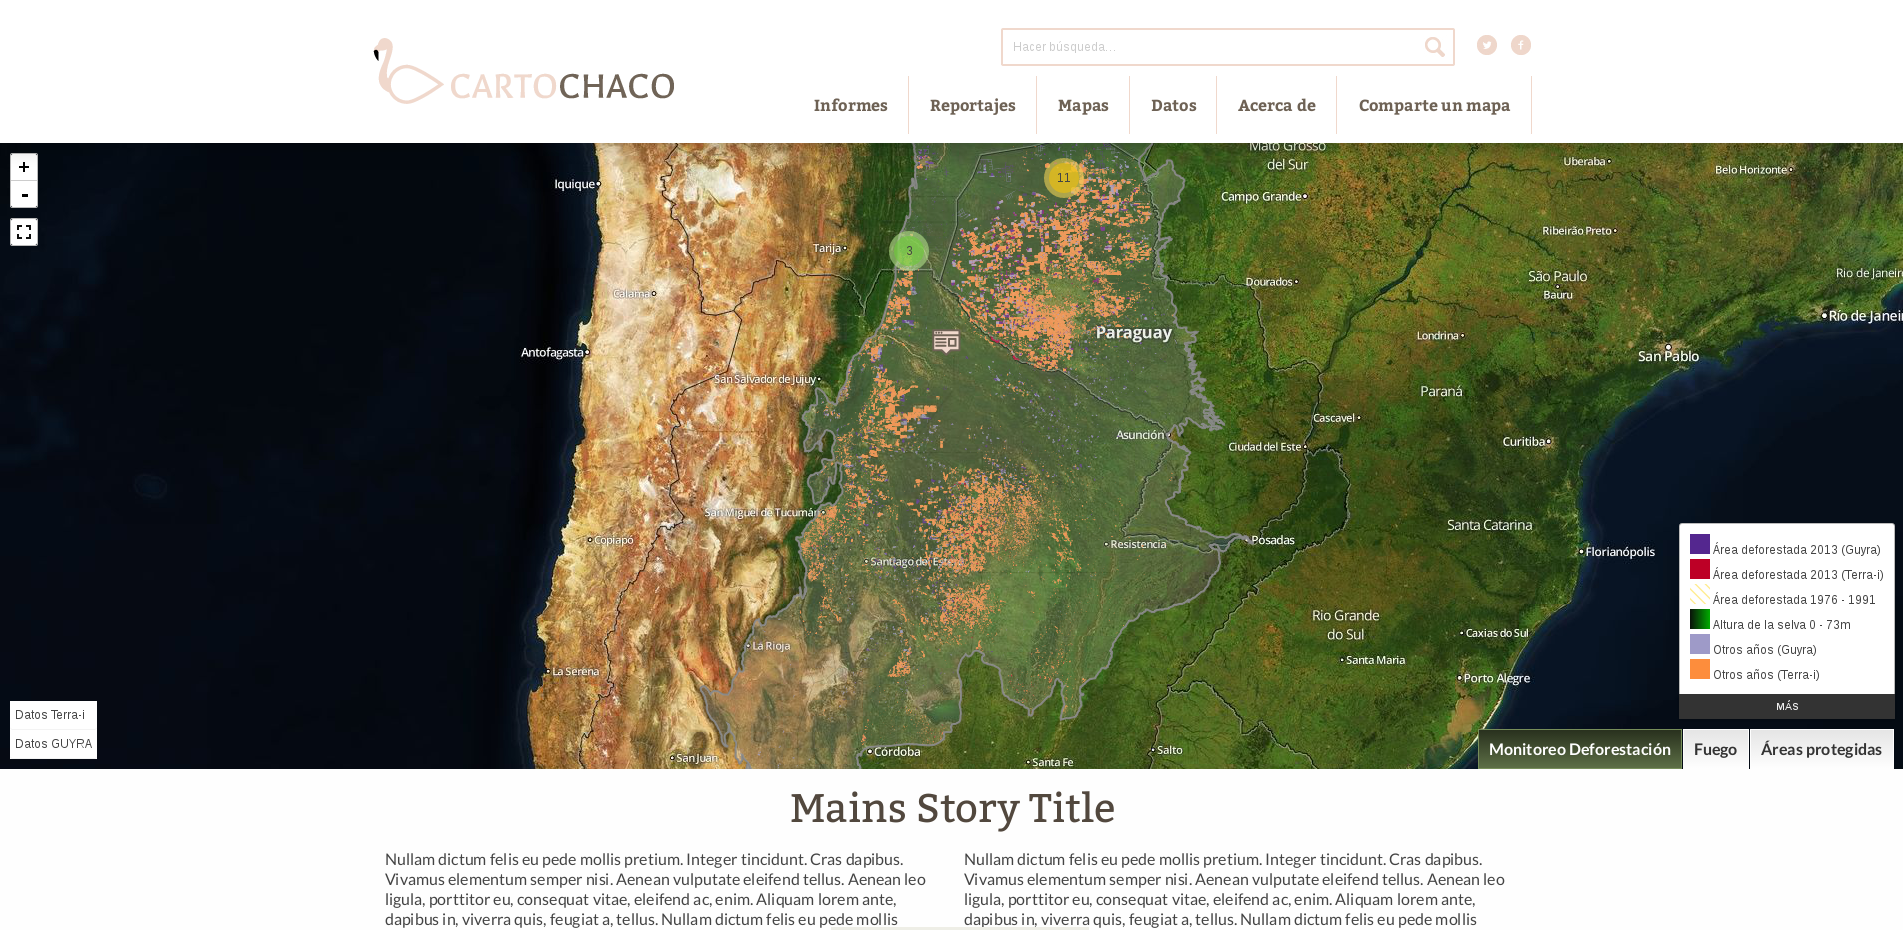 CARTOCHACO
Hacer búsqueda...
Informes
Reportajes
Mapas
Datos
Acerca de
Comparte un mapa
+
-
Mato Grosso
del Sur
Uberaba
Belo Horizonte
11
Iquique
Campo Grande
Ribeirão Preto
Tarija
3
São Paulo
Rio de Janeiro
Dourados
Calama
Bauru
Río de Janei
Paraguay
Londrina
Antofagasta
San Pablo
San Salvador de Jujuy
Paraná
Cascavel
Asunción
Ciudad del Este
Curitiba
San Miguel de Tucumán
Santa Catarina
Copiapó
Resistencia
Posadas
Florianópolis
Santiago del Estero
Área deforestada 2013 (Guyra)
Área deforestada 2013 (Terra-i)
Área deforestada 1976 - 1991
Altura de la selva 0 - 73m
Otros años (Guyra)
Otros años (Terra-i)
MÁS
Rio Grande
do Sul
Caxias do Sul
La Rioja
Santa Maria
La Serena
Porto Alegre
Datos Terra-i
Datos GUYRA
Córdoba
Salto
San Juan
Santa Fe
Monitoreo Deforestación
Fuego
Áreas protegidas
Mains Story Title
Nullam dictum felis eu pede mollis pretium. Integer tincidunt. Cras dapibus.
Vivamus elementum semper nisi. Aenean vulputate eleifend tellus. Aenean leo
ligula, porttitor eu, consequat vitae, eleifend ac, enim. Aliquam lorem ante,
dapibus in, viverra quis, feugiat a, tellus. Nullam dictum felis eu pede mollis
Nullam dictum felis eu pede mollis pretium. Integer tincidunt. Cras dapibus.
Vivamus elementum semper nisi. Aenean vulputate eleifend tellus. Aenean leo
ligula, porttitor eu, consequat vitae, eleifend ac, enim. Aliquam lorem ante,
dapibus in, viverra quis, feugiat a, tellus. Nullam dictum felis eu pede mollis